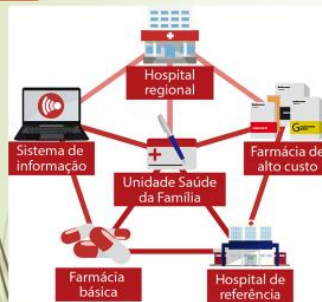 Hospital
regional
Sistema de
informação
Farmácia de
alto custo
Unidade Saúde
da Família
Farmácia
básica
Hospital de
referência